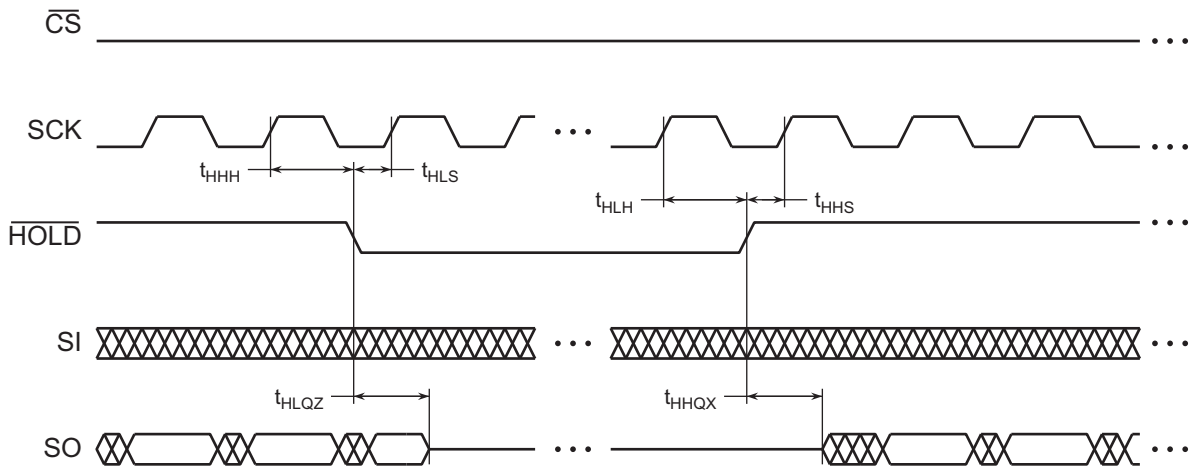 CS
SCK
tHHH
tHLS
tHLH
tHHS
HOLD
SI
tHLQZ
tHHQX
SO